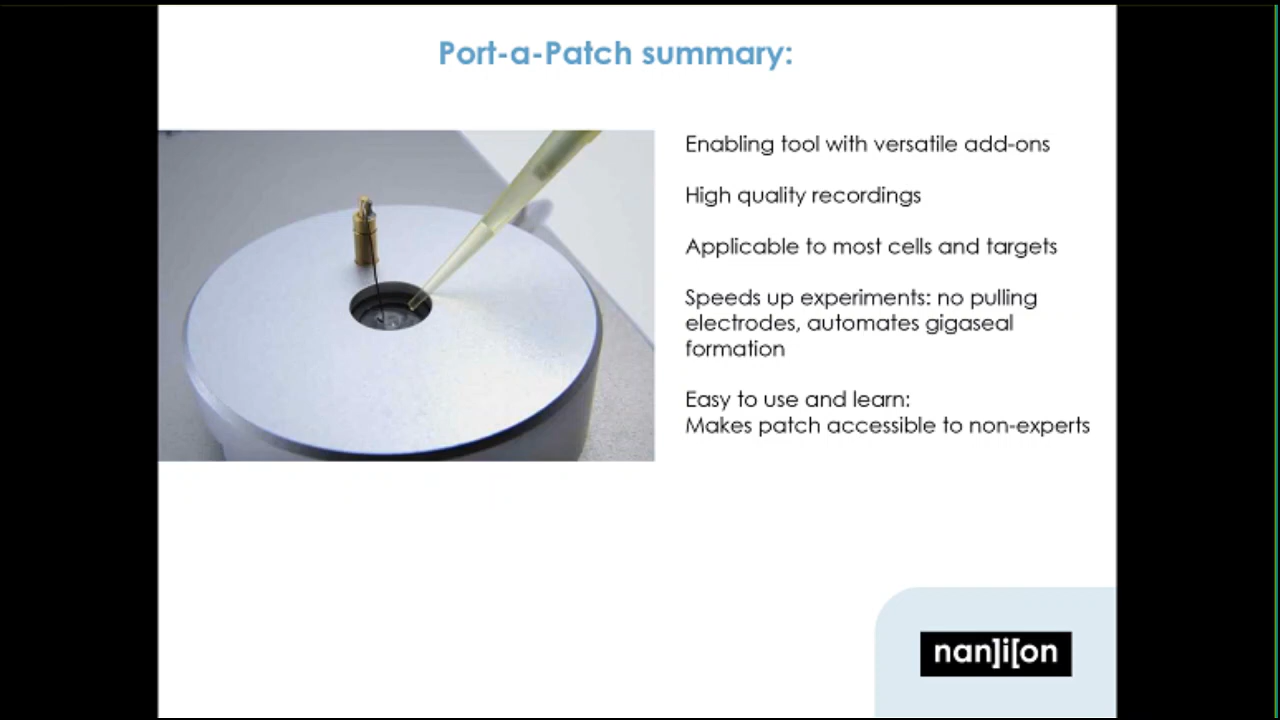 Port-a-Patch summary:
Enabling tool with versatile add-ons
High quality recordings
Applicable to most cells and targets
Speeds up experiments: no pulling
electrodes, automates gigaseal
formation
Easy to use and learn:
Makes patch accessible to non-experts
nan]i[on